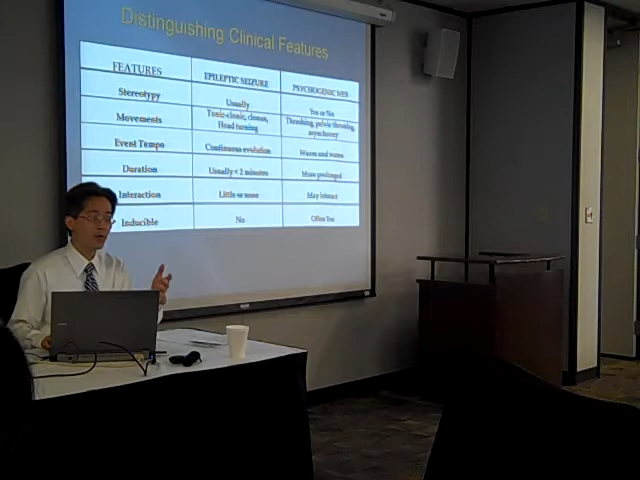 Distinguishing Clinical Features
FEATURES EPILEPTIC SEIZURE PSYCHOGENIC NES
Stereotypy Usually Yes or No
Movements Tonic-clonic, clonus, Head turning Thrashing, pelvic thrusting, asynchrony
Event Tempo Continuous evolution Waxes and wanes
Duration Usually < 2 minutes More prolonged
Interaction Little or none May interact
Inducible No Often Yes